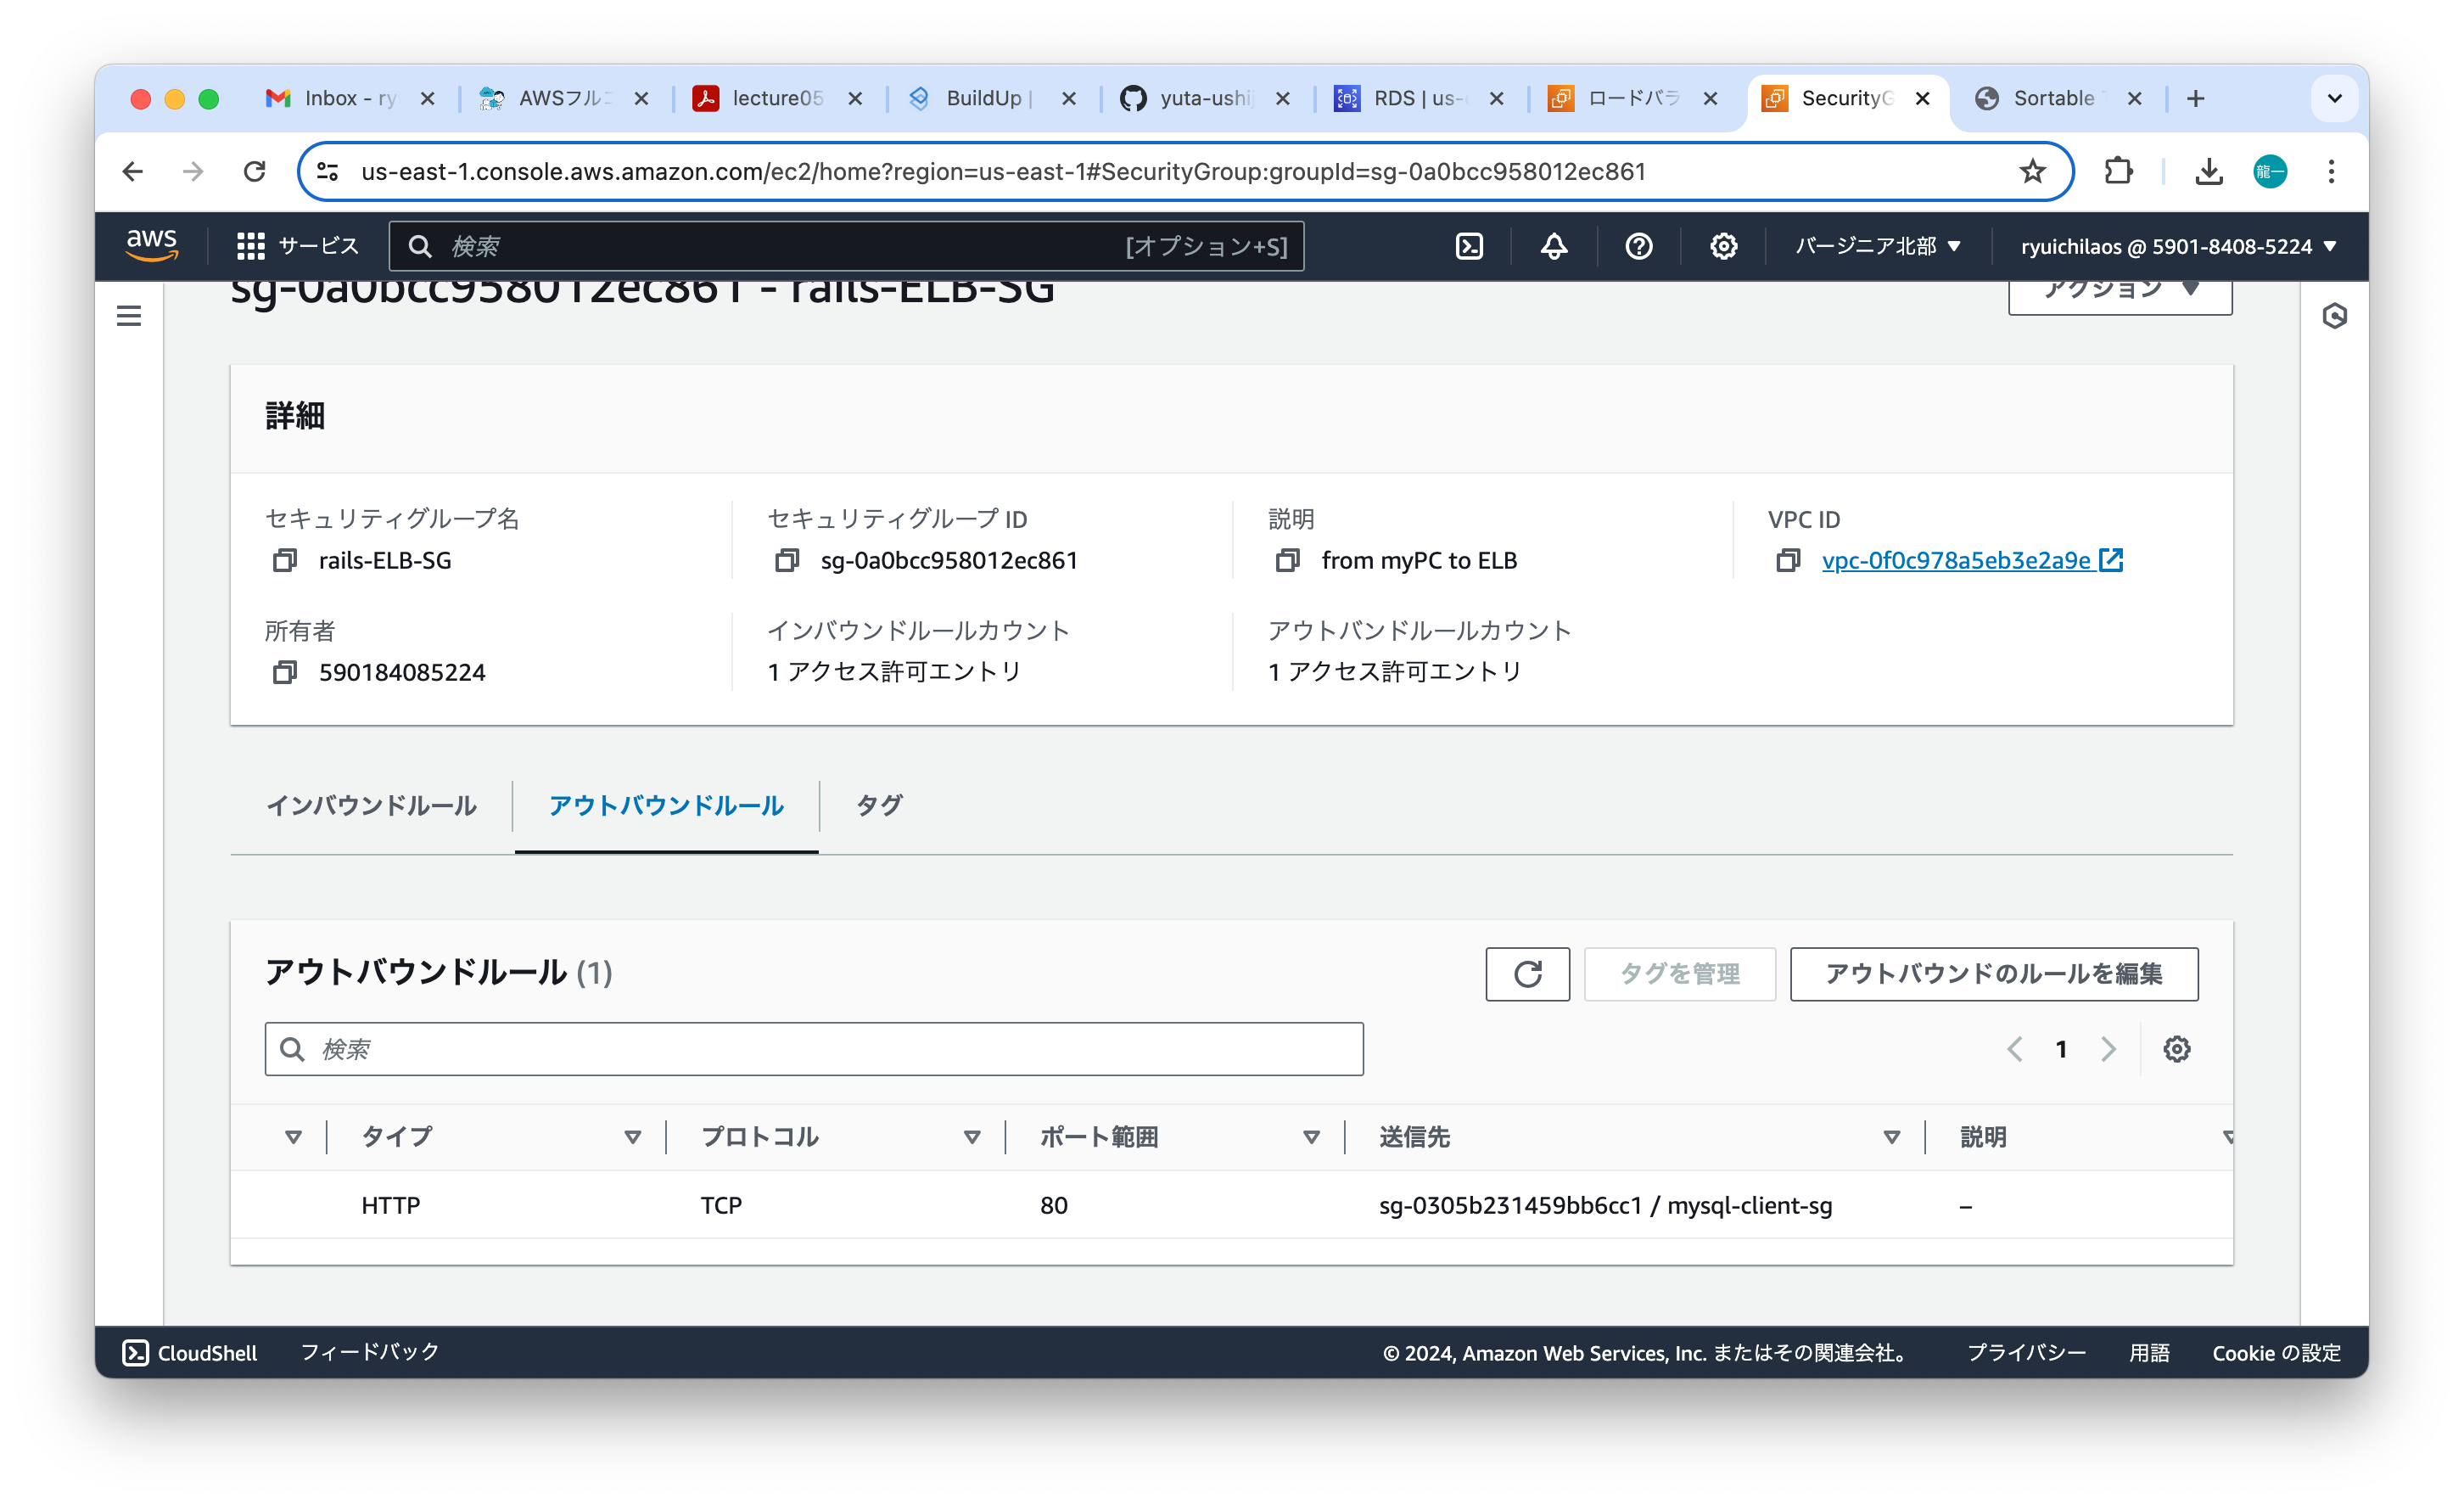 Inbox - ry
AWSフルコ
lecture05
BuildUp |
yuta-ushij
RDS | us-
ロードバラ
SecurityG
Sortable
us-east-1.console.aws.amazon.com/ec2/home?region=us-east-1#SecurityGroup:groupId=sg-0a0bcc958012ec861
龍一
aws
サービス
検索
[オプション+S]
バージニア北部
ryuichilaos @ 5901-8408-5224
sg-0a0bcc958012ec861 - rails-ELB-SG
アクション
詳細
セキュリティグループ名
セキュリティグループ ID
説明
VPC ID
rails-ELB-SG
sg-0a0bcc958012ec861
from myPC to ELB
vpc-0f0c978a5eb3e2a9e
所有者
インバウンドルールカウント
アウトバンドルールカウント
590184085224
1 アクセス許可エントリ
1 アクセス許可エントリ
インバウンドルール
アウトバウンドルール
タグ
アウトバウンドルール (1)
タグを管理
アウトバウンドのルールを編集
検索
1
タイプ
プロトコル
ポート範囲
送信先
説明
HTTP
TCP
80
sg-0305b231459bb6cc1 / mysql-client-sg
–
CloudShell
フィードバック
© 2024, Amazon Web Services, Inc. またはその関連会社。
プライバシー
用語
Cookie の設定